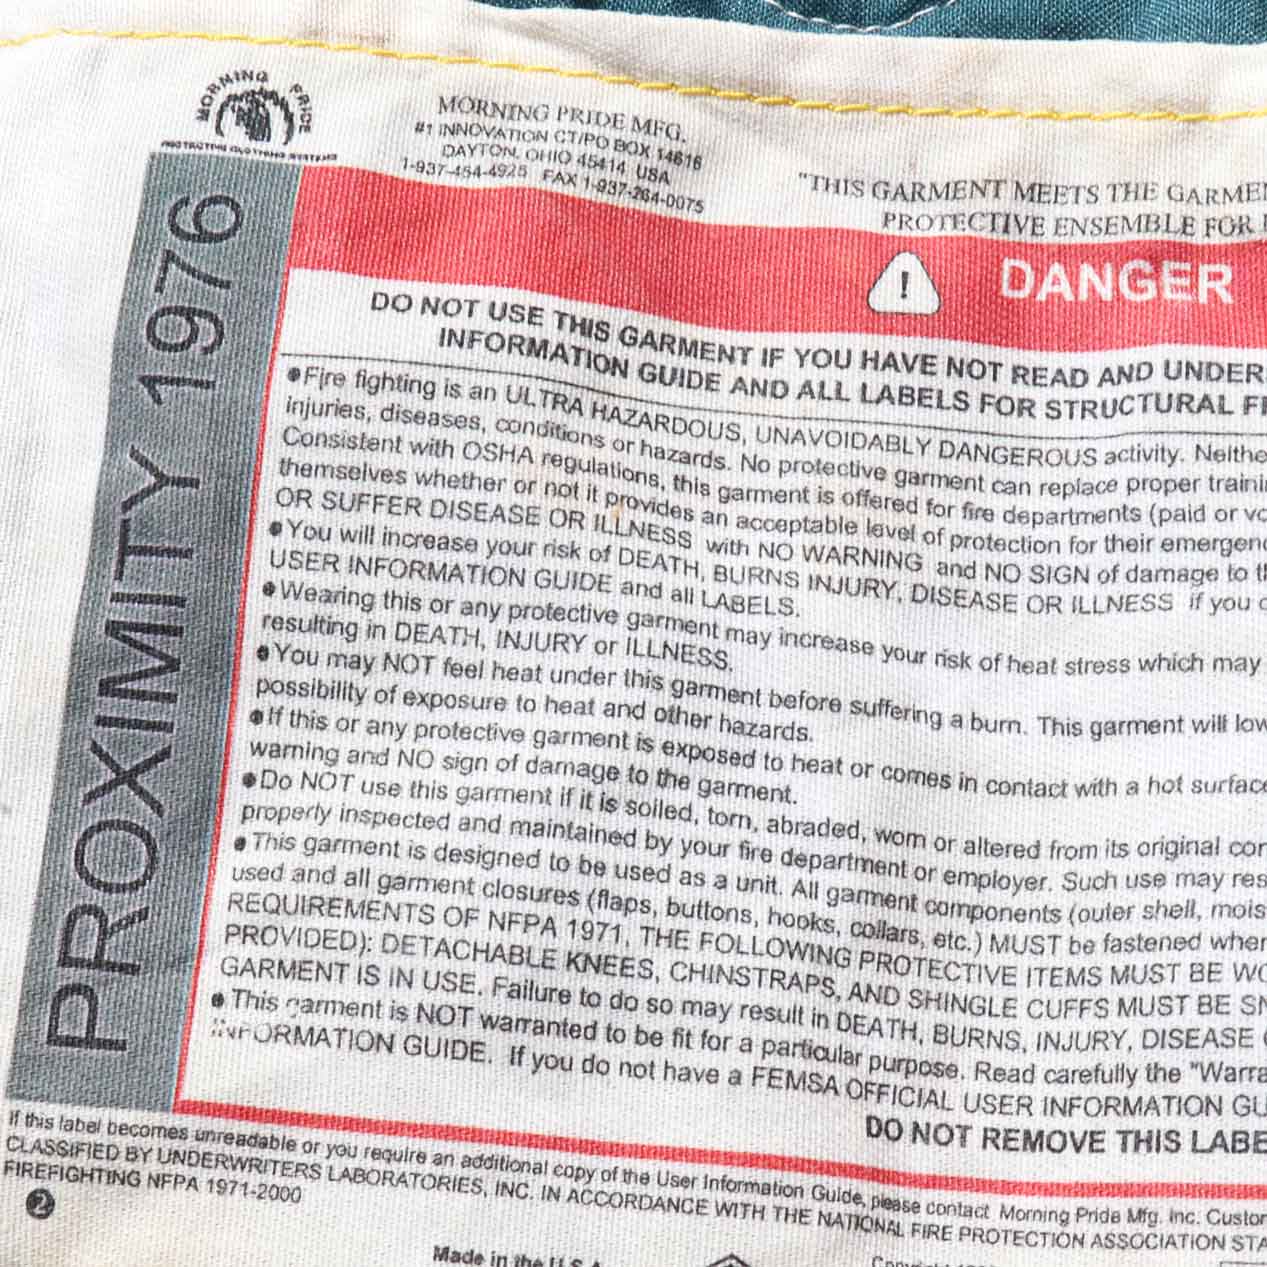 MORNING PRIDE
PROTECTIVE CLOTHING SYSTEMS
MORNING PRIDE MFG.
#1 INNOVATION CT/PO BOX 14616
DAYTON, OHIO 45414 USA
1-937-454-4925 FAX 1-937-264-0075
"THIS GARMENT MEETS THE GARME
PROTECTIVE ENSEMBLE FOR
PROXIMITY 1976
! DANGER
DO NOT USE THIS GARMENT IF YOU HAVE NOT READ AND UNDER
INFORMATION GUIDE AND ALL LABELS FOR STRUCTURAL F
●Fire fighting is an ULTRA HAZARDOUS, UNAVOIDABLY DANGEROUS activity. Neithe
injuries, diseases, conditions or hazards. No protective garment can replace proper traini
Consistent with OSHA regulations, this garment is offered for fire departments (paid or vo
themselves whether or not it provides an acceptable level of protection for their emergen
OR SUFFER DISEASE OR ILLNESS with NO WARNING and NO SIGN of damage to t
●You will increase your risk of DEATH, BURNS INJURY, DISEASE OR ILLNESS if you
USER INFORMATION GUIDE and all LABELS.
●Wearing this or any protective garment may increase your risk of heat stress which may
resulting in DEATH, INJURY or ILLNESS.
●You may NOT feel heat under this garment before suffering a burn. This garment will low
possibility of exposure to heat and other hazards.
●If this or any protective garment is exposed to heat or comes in contact with a hot surfac
warning and NO sign of damage to the garment.
●Do NOT use this garment if it is soiled, torn, abraded, worn or altered from its original con
properly inspected and maintained by your fire department or employer. Such use may res
●This garment is designed to be used as a unit. All garment components (outer shell, mois
used and all garment closures (flaps, buttons, hooks, collars, etc.) MUST be fastened when
REQUIREMENTS OF NFPA 1971, THE FOLLOWING PROTECTIVE ITEMS MUST BE WO
PROVIDED): DETACHABLE KNEES, CHINSTRAPS, AND SHINGLE CUFFS MUST BE SN
GARMENT IS IN USE. Failure to do so may result in DEATH, BURNS, INJURY, DISEASE
●This garment is NOT warranted to be fit for a particular purpose. Read carefully the "Warra
INFORMATION GUIDE. If you do not have a FEMSA OFFICIAL USER INFORMATION GU
DO NOT REMOVE THIS LABE
If this label becomes unreadable or you require an additional copy of the User Information Guide, please contact Morning Pride Mfg. Inc. Custo
CLASSIFIED BY UNDERWRITERS LABORATORIES, INC. IN ACCORDANCE WITH THE NATIONAL FIRE PROTECTION ASSOCIATION STA
FIREFIGHTING NFPA 1971-2000
2
Made in the U.S.A.